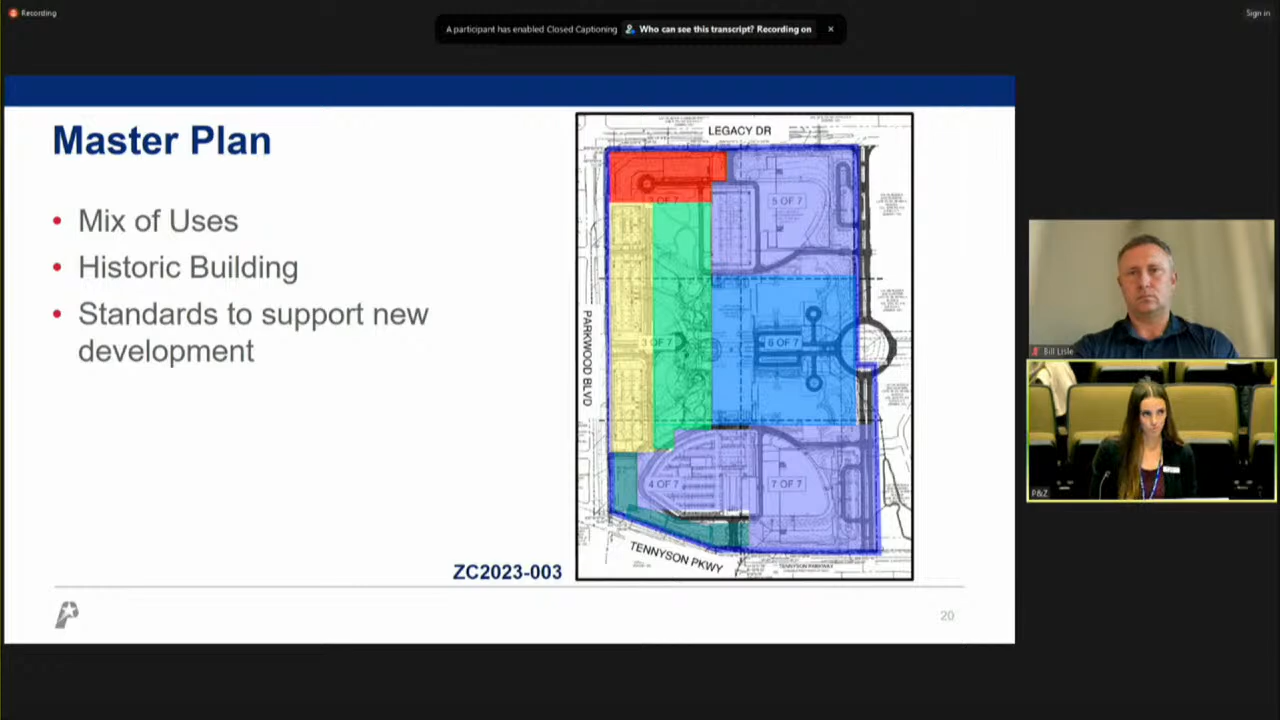 Recording
A participant has enabled Closed Captioning
Who can see this transcript? Recording on
×
Sign in
Master Plan
• Mix of Uses
• Historic Building
• Standards to support new
development
LEGACY DR
5 OF 7
3 OF 7
6 OF 7
4 OF 7
7 OF 7
PARKWOOD BLVD
TENNYSON PKWY
TENNYSON PARKWAY
ZC2023-003
20
Bill Lisle
P&Z